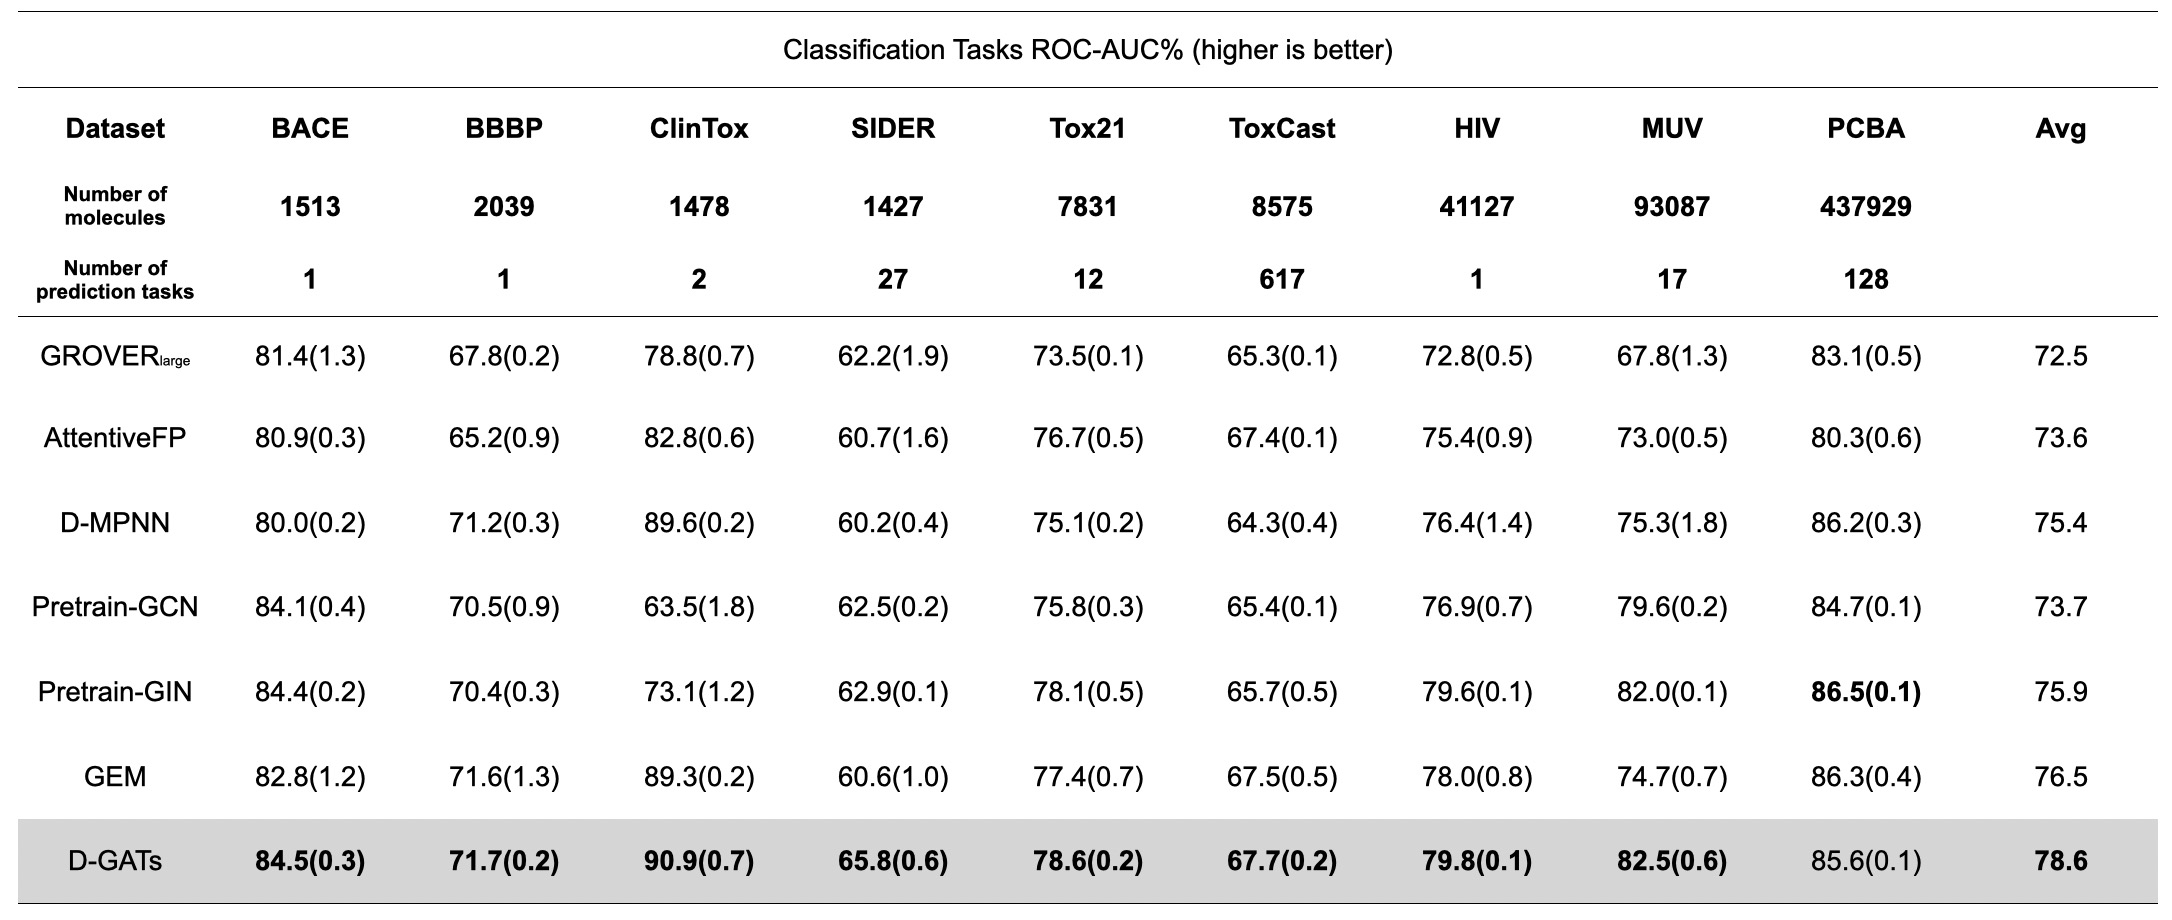 Classification Tasks ROC-AUC% (higher is better)
Dataset BACE BBBP ClinTox SIDER Tox21 ToxCast HIV MUV PCBA Avg
Number of molecules 1513 2039 1478 1427 7831 8575 41127 93087 437929
Number of prediction tasks 1 1 2 27 12 617 1 17 128
GROVERlarge 81.4(1.3) 67.8(0.2) 78.8(0.7) 62.2(1.9) 73.5(0.1) 65.3(0.1) 72.8(0.5) 67.8(1.3) 83.1(0.5) 72.5
AttentiveFP 80.9(0.3) 65.2(0.9) 82.8(0.6) 60.7(1.6) 76.7(0.5) 67.4(0.1) 75.4(0.9) 73.0(0.5) 80.3(0.6) 73.6
D-MPNN 80.0(0.2) 71.2(0.3) 89.6(0.2) 60.2(0.4) 75.1(0.2) 64.3(0.4) 76.4(1.4) 75.3(1.8) 86.2(0.3) 75.4
Pretrain-GCN 84.1(0.4) 70.5(0.9) 63.5(1.8) 62.5(0.2) 75.8(0.3) 65.4(0.1) 76.9(0.7) 79.6(0.2) 84.7(0.1) 73.7
Pretrain-GIN 84.4(0.2) 70.4(0.3) 73.1(1.2) 62.9(0.1) 78.1(0.5) 65.7(0.5) 79.6(0.1) 82.0(0.1) 86.5(0.1) 75.9
GEM 82.8(1.2) 71.6(1.3) 89.3(0.2) 60.6(1.0) 77.4(0.7) 67.5(0.5) 78.0(0.8) 74.7(0.7) 86.3(0.4) 76.5
D-GATs 84.5(0.3) 71.7(0.2) 90.9(0.7) 65.8(0.6) 78.6(0.2) 67.7(0.2) 79.8(0.1) 82.5(0.6) 85.6(0.1) 78.6